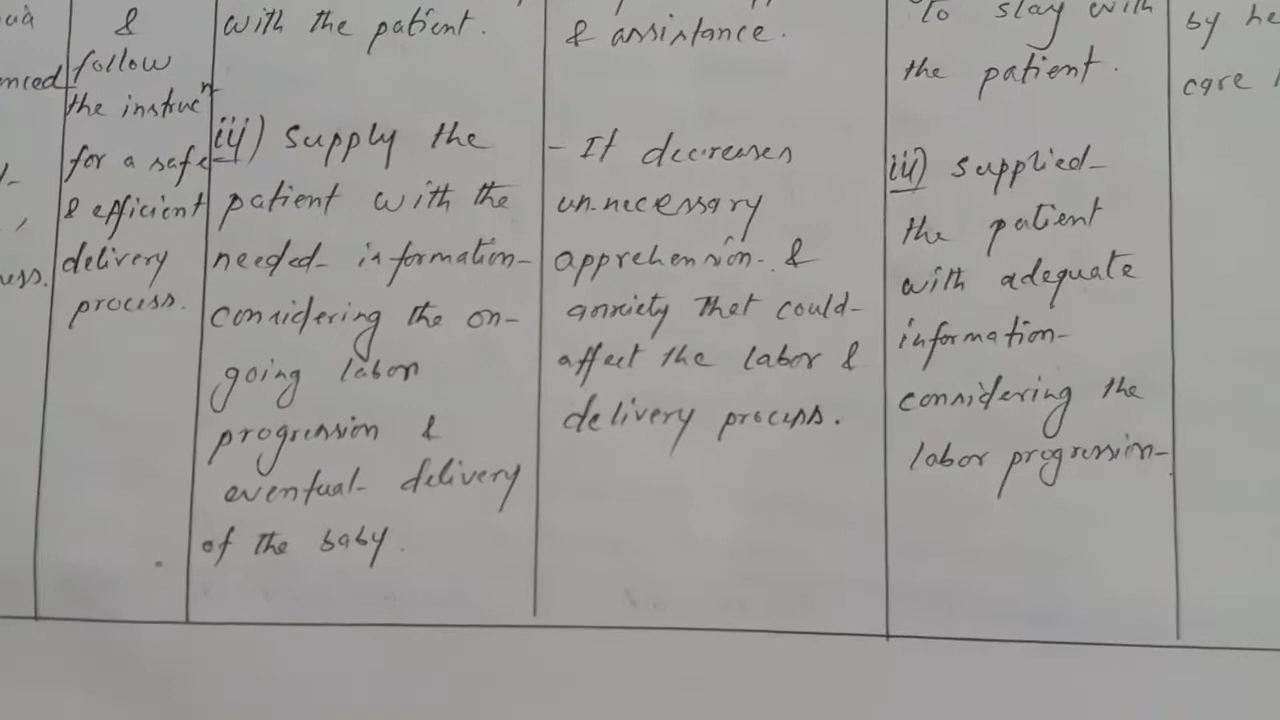 &
follow
the instrucⁿ
for a safe
& efficient
delivery
process.
with the patient.
iii) supply the
patient with the
needed information
considering the on-
going labor
progression &
eventual delivery
of the baby.
& assistance.
- It decreases
unnecessary
apprehension &
anxiety that could
affect the labor &
delivery process.
to stay with
the patient.
iii) supplied
the patient
with adequate
information
considering the
labor progression
by he
care